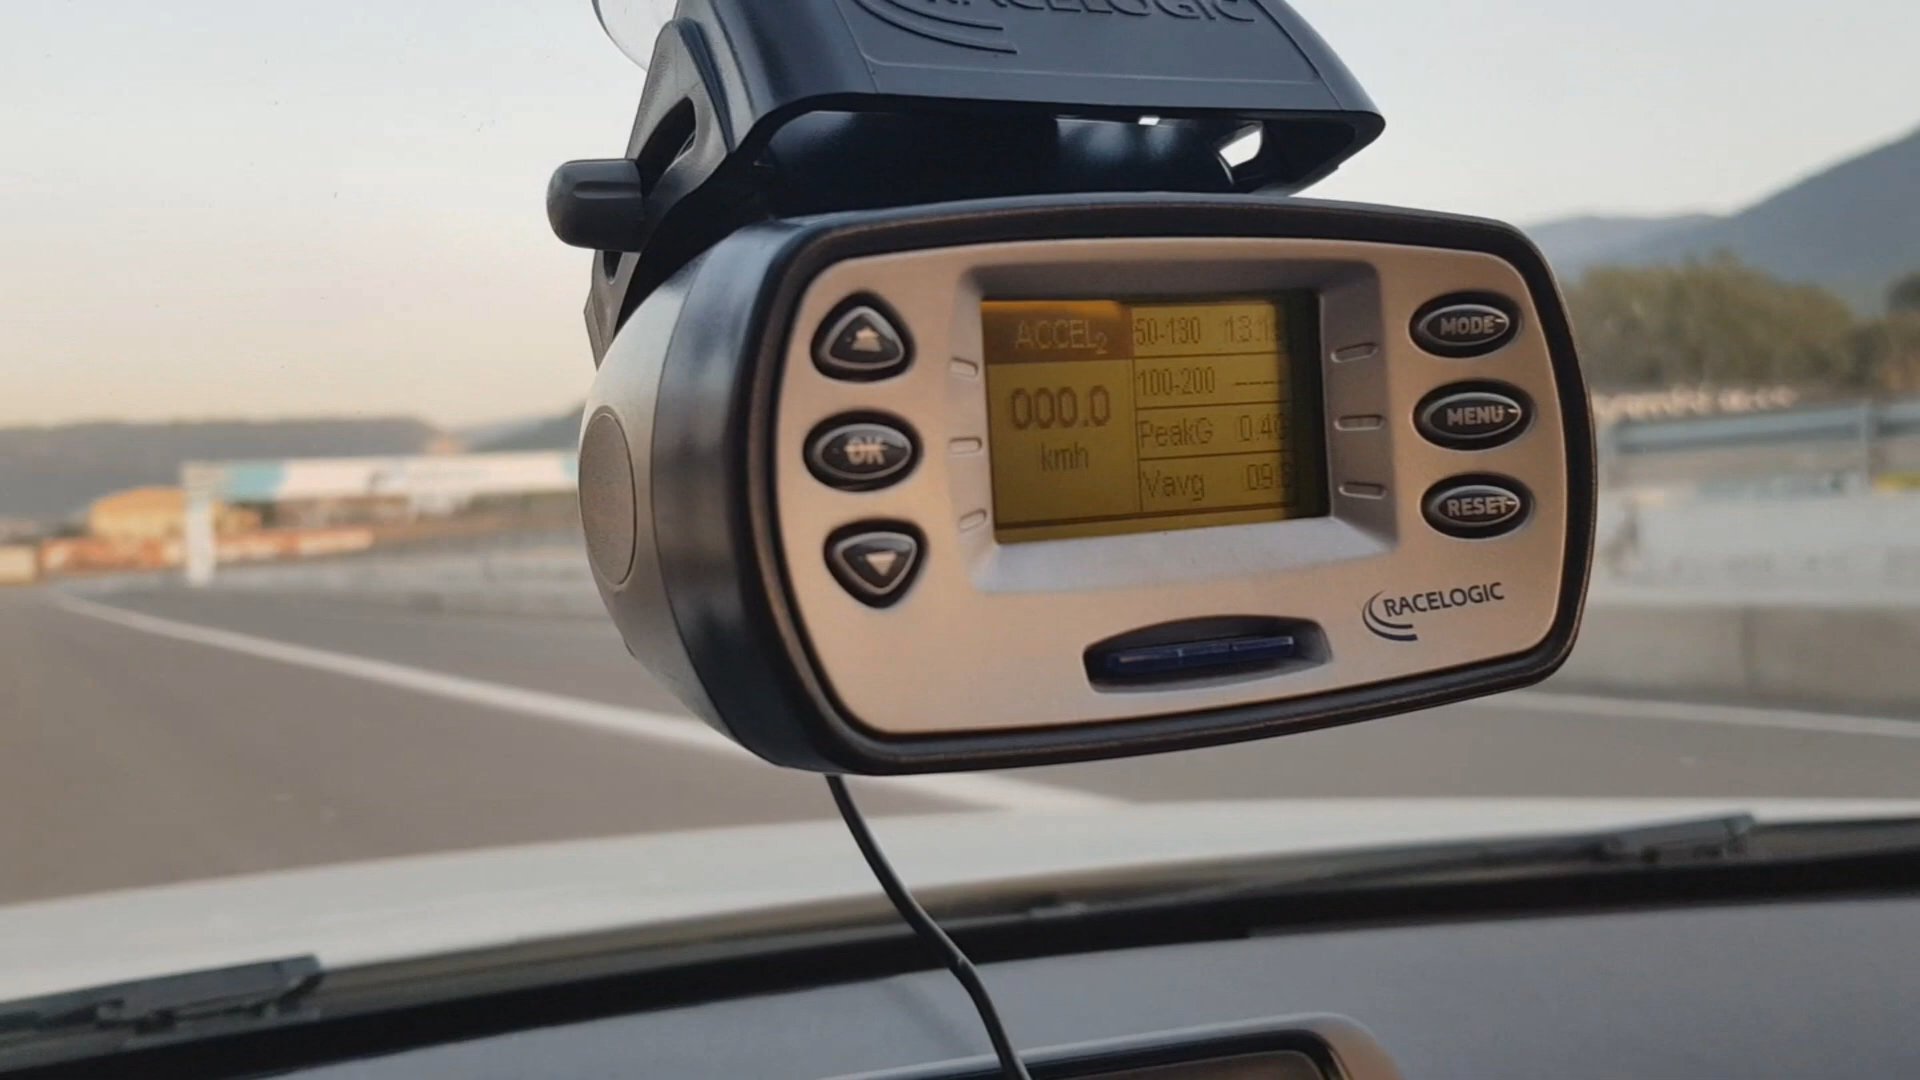 RACELOGIC
ACCEL2
50-130
000.0
kmh
100-200 -----
PeakG
Vavg
OK
MODE
MENU
RESET
RACELOGIC